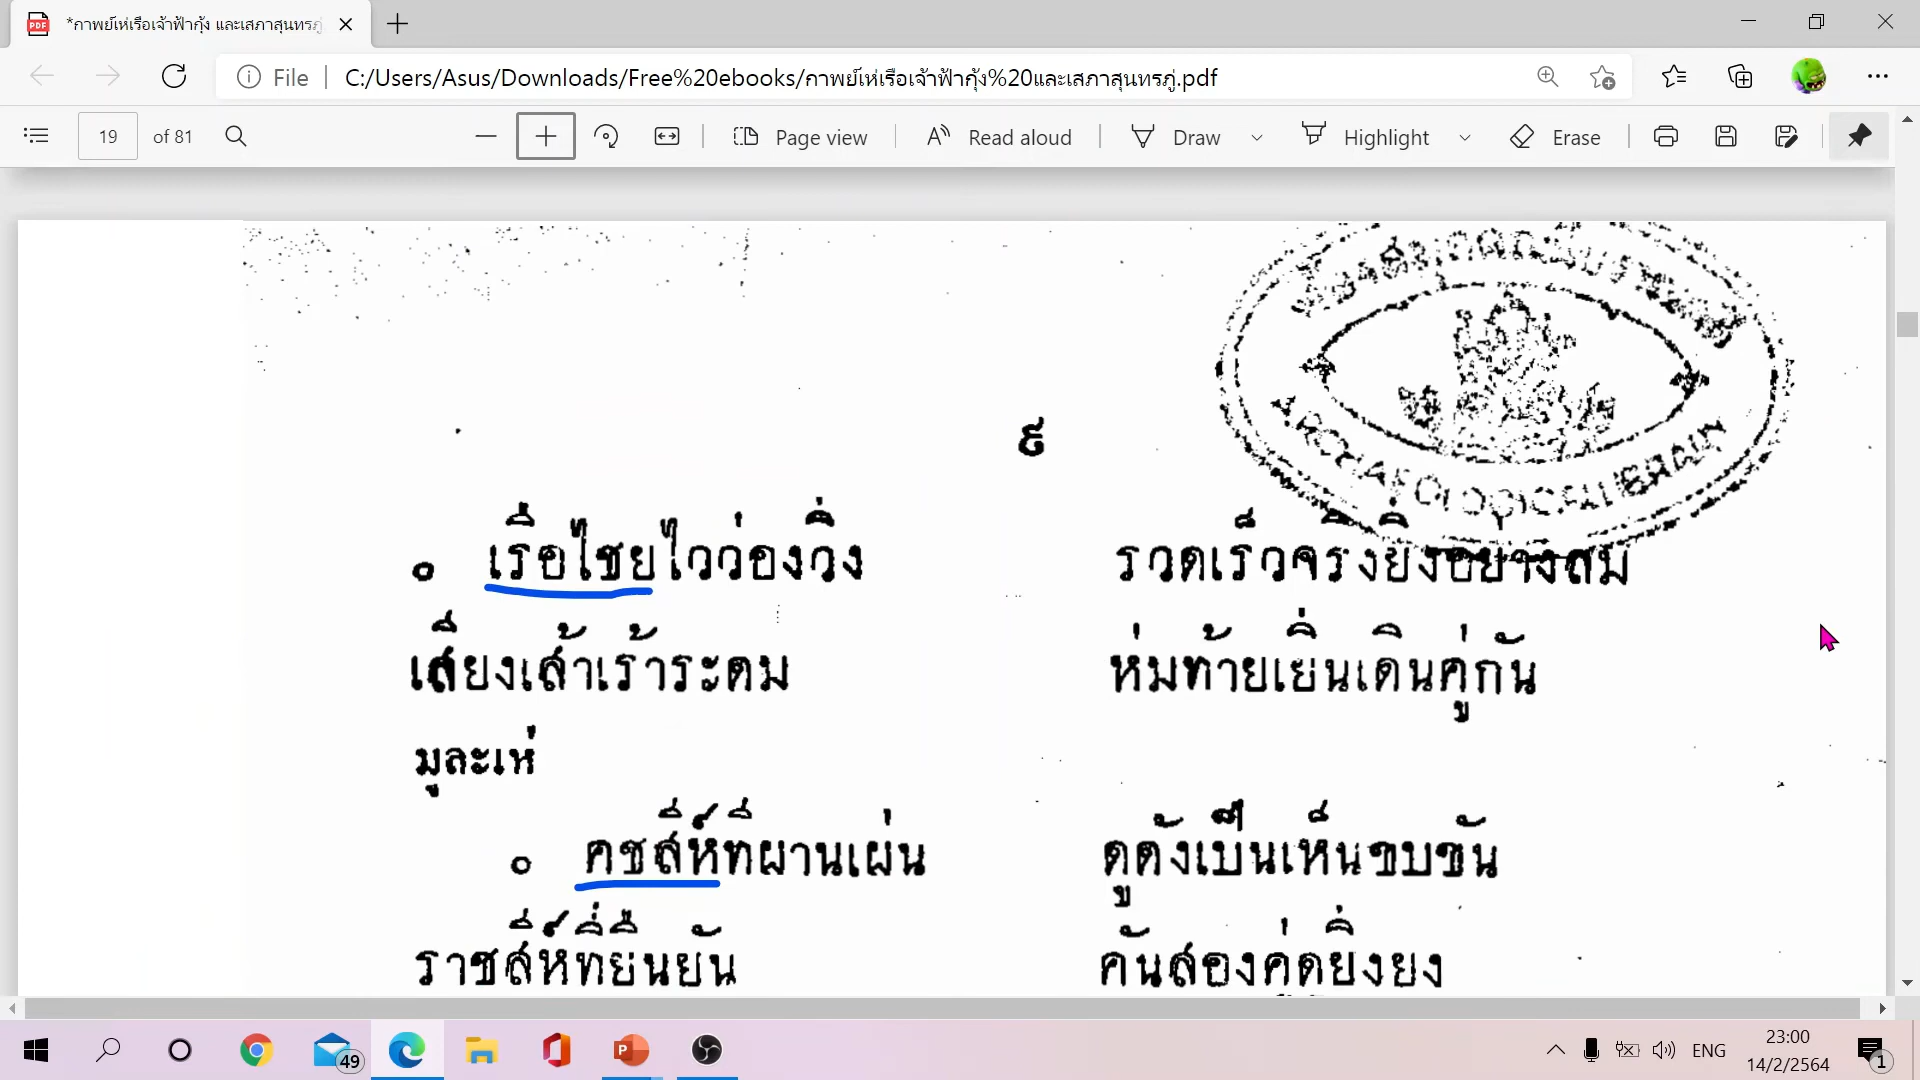 *กาพย์เห่เรือเจ้าฟ้ากุ้ง และเสภาสุนทรภู่
File C:/Users/Asus/Downloads/Free%20ebooks/กาพย์เห่เรือเจ้าฟ้ากุ้ง%20และเสภาสุนทรภู่.pdf
19 of 81 Page view Read aloud Draw Highlight Erase
๙
๐ เรือไชยไวว่องวิ่ง รวดเร็วจริงยิ่งอย่างลม
เสียงเส้าเร้าระดม ห่มท้ายเยิ่นเดินคู่กัน
มูละเห่
๐ คชสีห์ทีผาดเผ่น ดูดังเป็นเห็นขบขัน
ราชสีห์ที่ยืนยัน คั่นสองคู่ดูยิ่งยง
49
ENG
23:00
14/2/2564
1